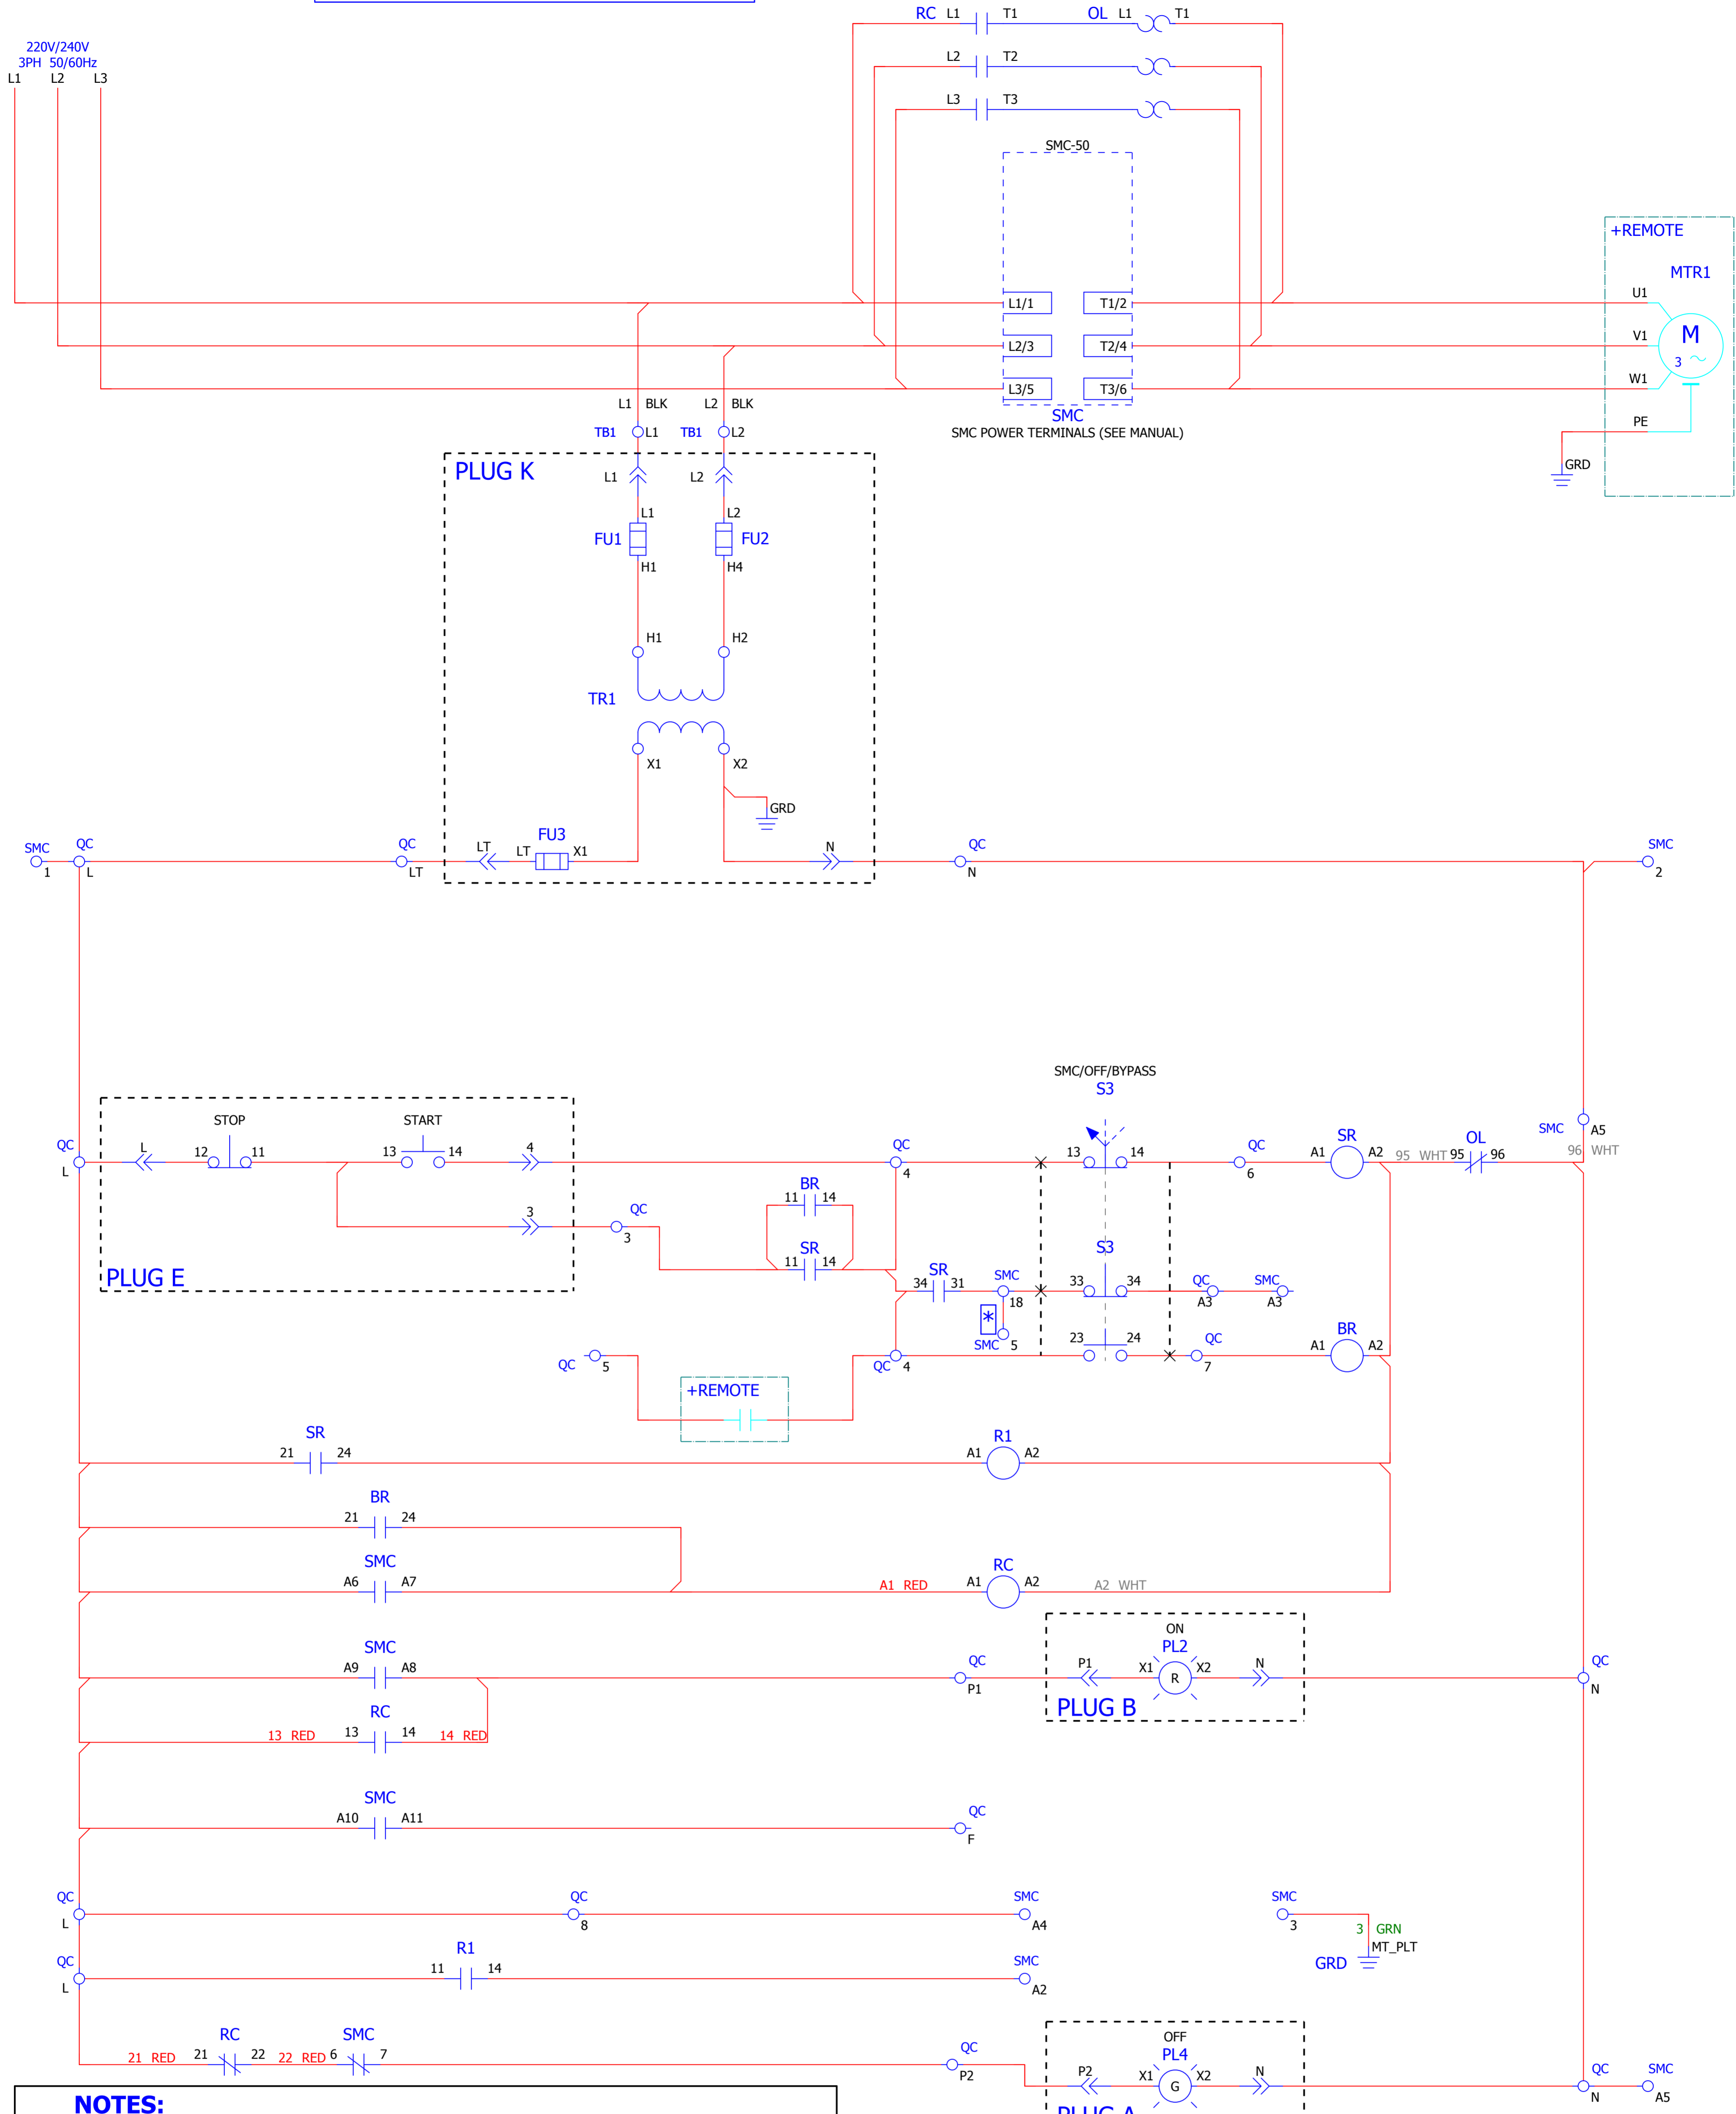 RC L1 T1 OL L1 T1
220V/240V
3PH 50/60Hz
L1 L2 L3
L2 T2
L3 T3
SMC-50
+REMOTE
MTR1
L1/1 T1/2 U1
L2/3 T2/4 V1
M
3
L3/5 T3/6 W1
SMC
SMC POWER TERMINALS (SEE MANUAL)
PE
GRD
L1 BLK L2 BLK
TB1 L1 TB1 L2
PLUG K
L1 L2
L1 L2
FU1 FU2
H1 H4
H1 H2
TR1
X1 X2
GRD
SMC QC QC FU3 QC SMC
LT LT X1 N
1 L LT N 2
SMC/OFF/BYPASS
S3
STOP START
SMC A5
QC L 12 11 13 14 4 QC 13 14 QC SR OL
A1 A2 95 WHT 95 96 96 WHT
L 4 6
BR
11 14
3 QC
3
SR S3
11 14
PLUG E
SR SMC
34 31 33 34 QC SMC
18 A3 A3
*
SMC 5
23 24 QC BR
A1 A2
QC 5 QC 4 7
+REMOTE
SR R1
21 24 A1 A2
BR
21 24
SMC RC
A6 A7 A1 RED A1 A2 A2 WHT
ON
SMC PL2
A9 A8 QC P1 X1 R X2 N QC
P1 N
PLUG B
RC
13 RED 13 14 14 RED
SMC
A10 A11 QC
F
QC QC SMC SMC
L 8 A4 3
3 GRN
MT_PLT
GRD
QC R1 SMC
11 14
L A2
OFF
RC SMC PL4
21 RED 21 22 22 RED 6 7 QC P2 X1 G X2 N QC SMC
P2 N A5
PLUG A
NOTES: